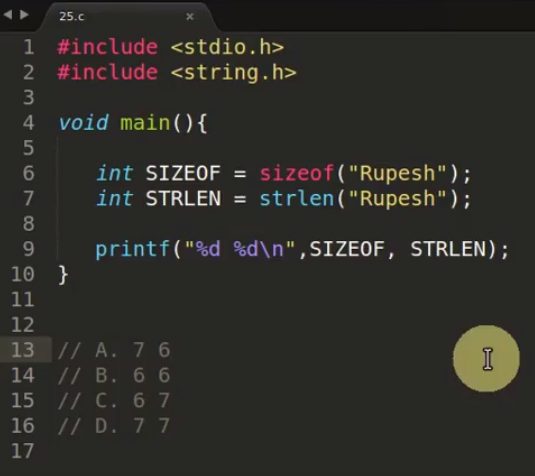 25.c ×
1 #include <stdio.h>
2 #include <string.h>
3
4 void main(){
5
6 int SIZEOF = sizeof("Rupesh");
7 int STRLEN = strlen("Rupesh");
8
9 printf("%d %d\n",SIZEOF, STRLEN);
10 }
11
12
13 // A. 7 6
14 // B. 6 6
15 // C. 6 7
16 // D. 7 7
17